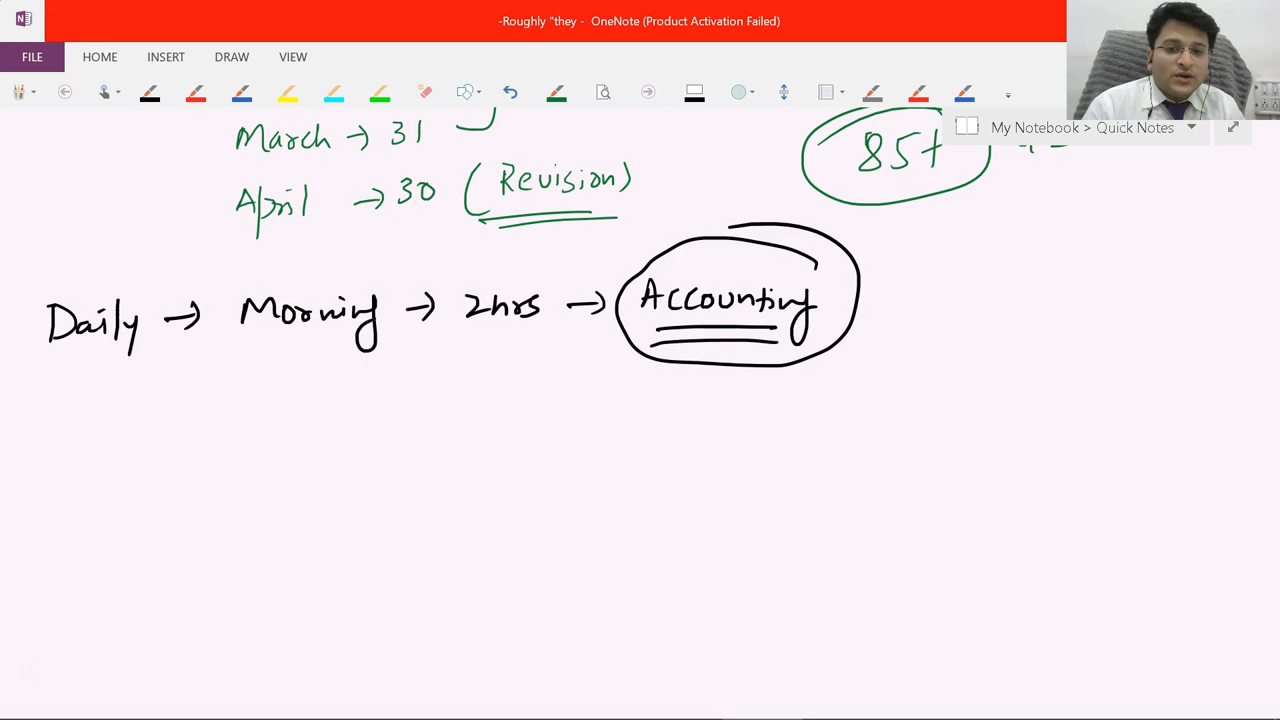 -Roughly "they - OneNote (Product Activation Failed)
FILE HOME INSERT DRAW VIEW
My Notebook > Quick Notes
March → 31
85+
April → 30 (Revision)
Daily → Morning → 2hrs → Accounting